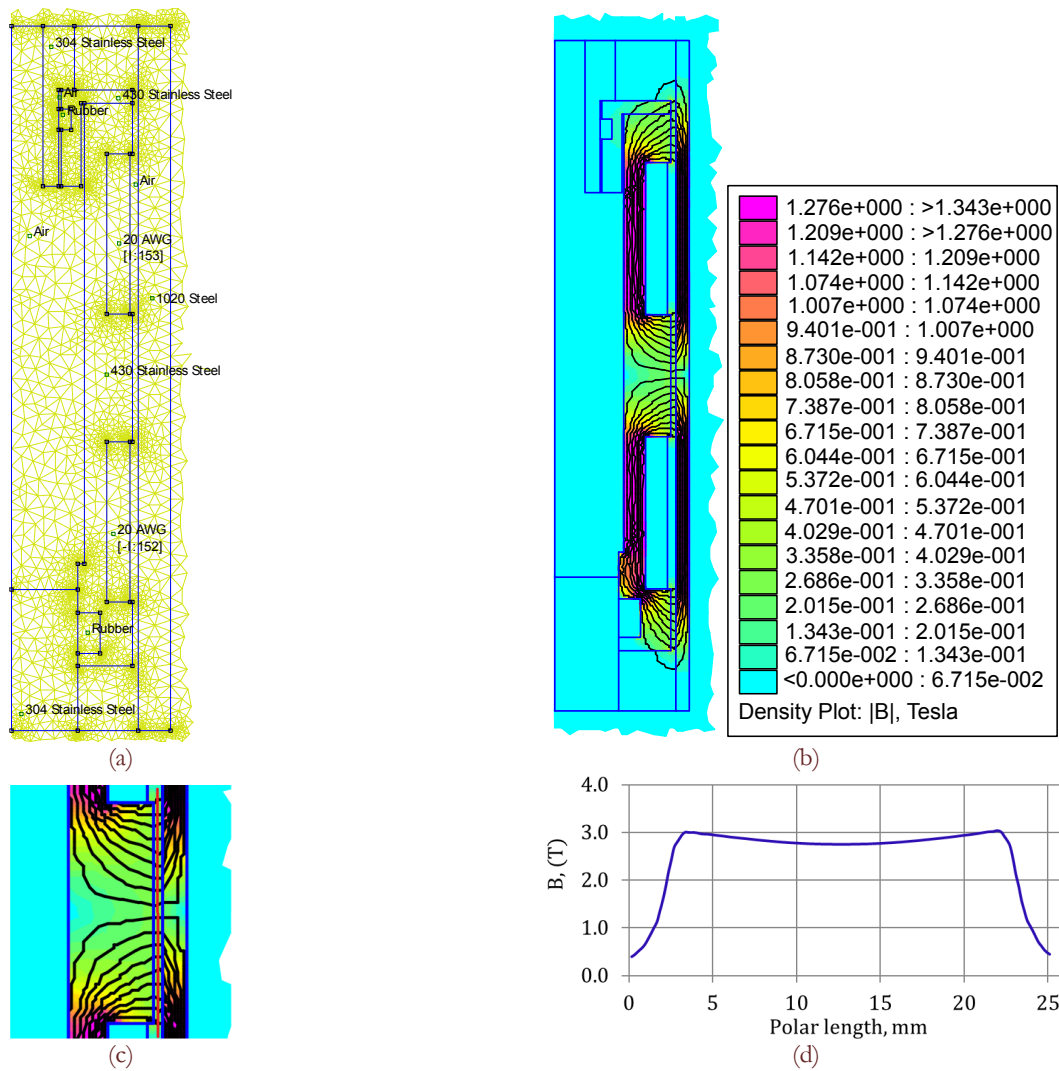 304 Stainless Steel
Air
430 Stainless Steel
Rubber
Air
Air
20 AWG
[I:153]
1020 Steel
430 Stainless Steel
20 AWG
[-I:152]
Rubber
304 Stainless Steel
(a)
1.276e+000 : >1.343e+000
1.209e+000 : >1.276e+000
1.142e+000 : 1.209e+000
1.074e+000 : 1.142e+000
1.007e+000 : 1.074e+000
9.401e-001 : 1.007e+000
8.730e-001 : 9.401e-001
8.058e-001 : 8.730e-001
7.387e-001 : 8.058e-001
6.715e-001 : 7.387e-001
6.044e-001 : 6.715e-001
5.372e-001 : 6.044e-001
4.701e-001 : 5.372e-001
4.029e-001 : 4.701e-001
3.358e-001 : 4.029e-001
2.686e-001 : 3.358e-001
2.015e-001 : 2.686e-001
1.343e-001 : 2.015e-001
6.715e-002 : 1.343e-001
<0.000e+000 : 6.715e-002
Density Plot: |B|, Tesla
(b)
(c)
B, (T)
4.0
3.0
2.0
1.0
0.0
0 5 10 15 20 25
Polar length, mm
(d)